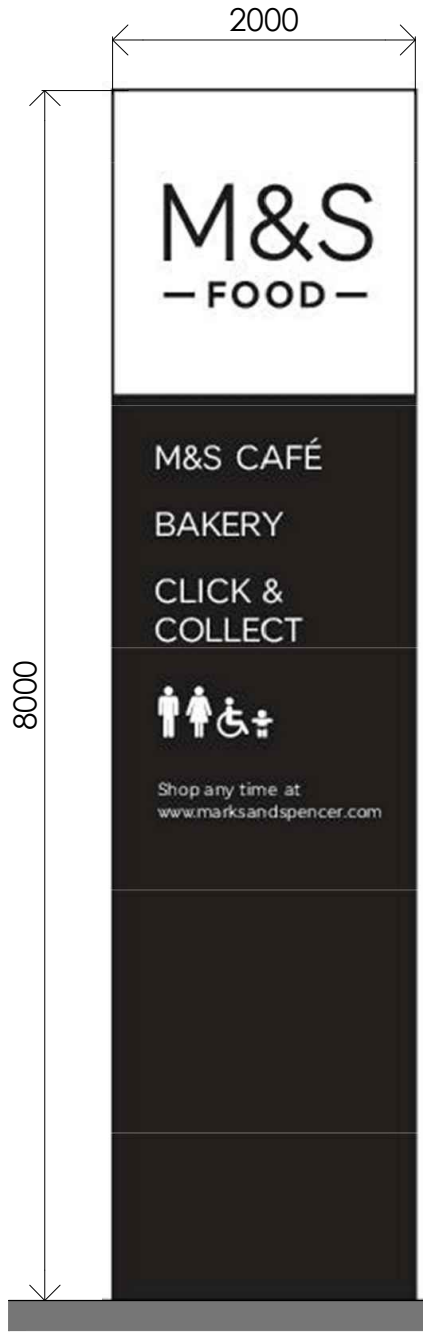 2000
M&S
—FOOD—
8000
M&S CAFÉ
BAKERY
CLICK &
COLLECT
Shop any time at
www.marksandspencer.com